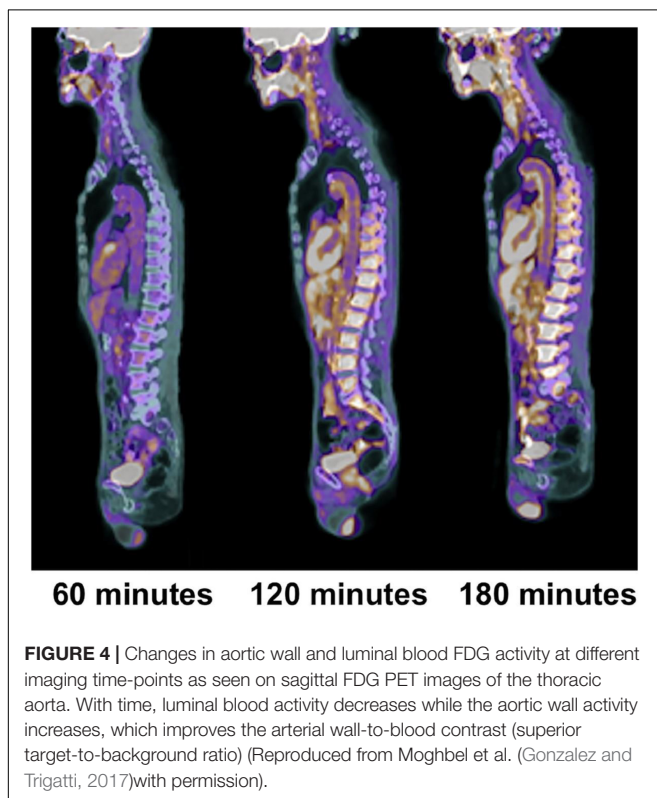 60 minutes 120 minutes 180 minutes
FIGURE 4 | Changes in aortic wall and luminal blood FDG activity at different
imaging time-points as seen on sagittal FDG PET images of the thoracic
aorta. With time, luminal blood activity decreases while the aortic wall activity
increases, which improves the arterial wall-to-blood contrast (superior
target-to-background ratio) (Reproduced from Moghbel et al. (Gonzalez and
Trigatti, 2017)with permission).